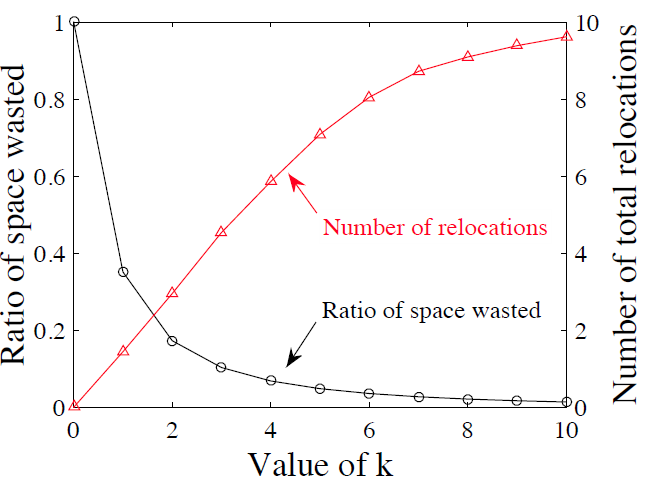 Ratio of space wasted
1
0.8
0.6
0.4
0.2
0
10
8
6
4
2
0
Number of total relocations
Number of relocations
Ratio of space wasted
0 2 4 6 8 10
Value of k